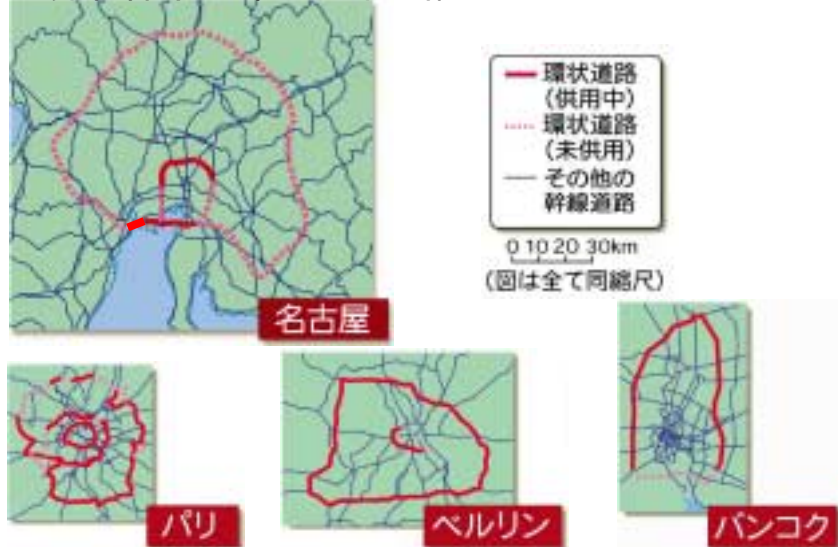 環状道路
(供用中)
環状道路
(未供用)
その他の
幹線道路
0 10 20 30km
(図は全て同縮尺)
名古屋
パリ
ベルリン
バンコク